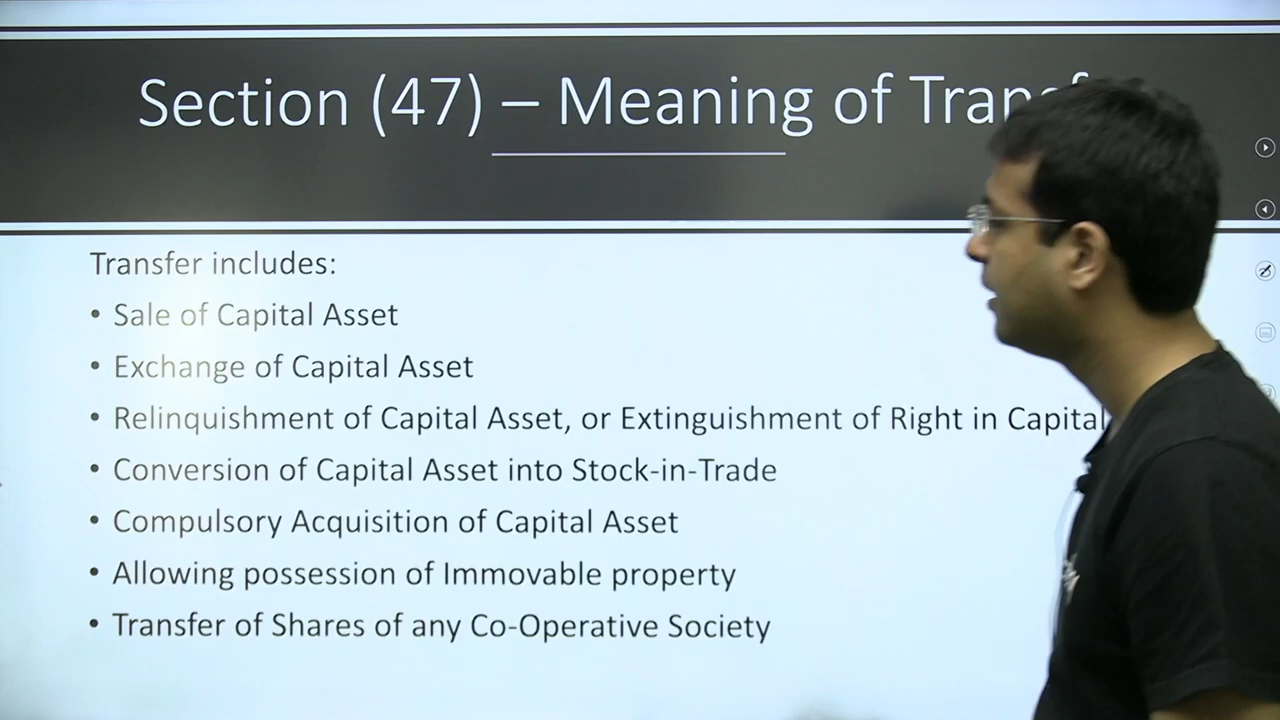 Section (47) – Meaning of
Transfer includes:
• Sale of Capital Asset
• Exchange of Capital Asset
• Relinquishment of Capital Asset, or Extinguishment of Right in Capital
• Conversion of Capital Asset into Stock-in-Trade
• Compulsory Acquisition of Capital Asset
• Allowing possession of Immovable property
• Transfer of Shares of any Co-Operative Society